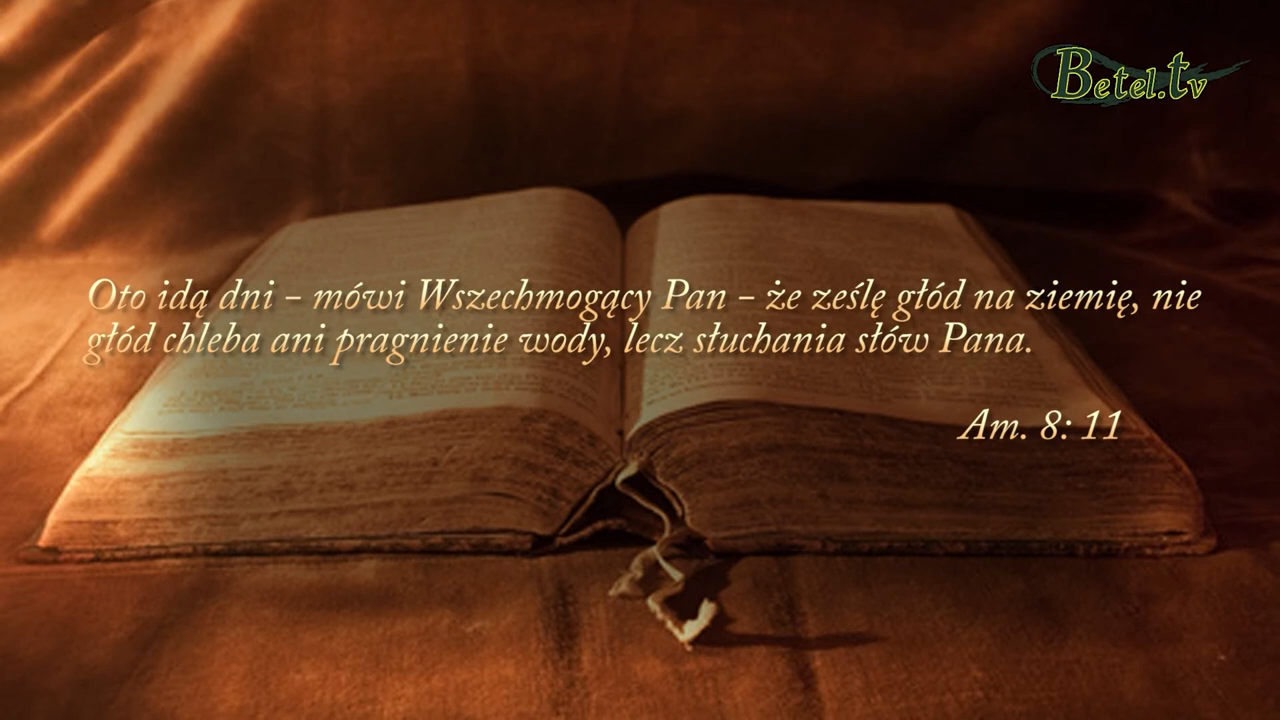 Betel.tv
Oto idą dni – mówi Wszechmogący Pan – że ześlę głód na ziemię, nie
głód chleba ani pragnienie wody, lecz słuchania słów Pana.
Am. 8: 11